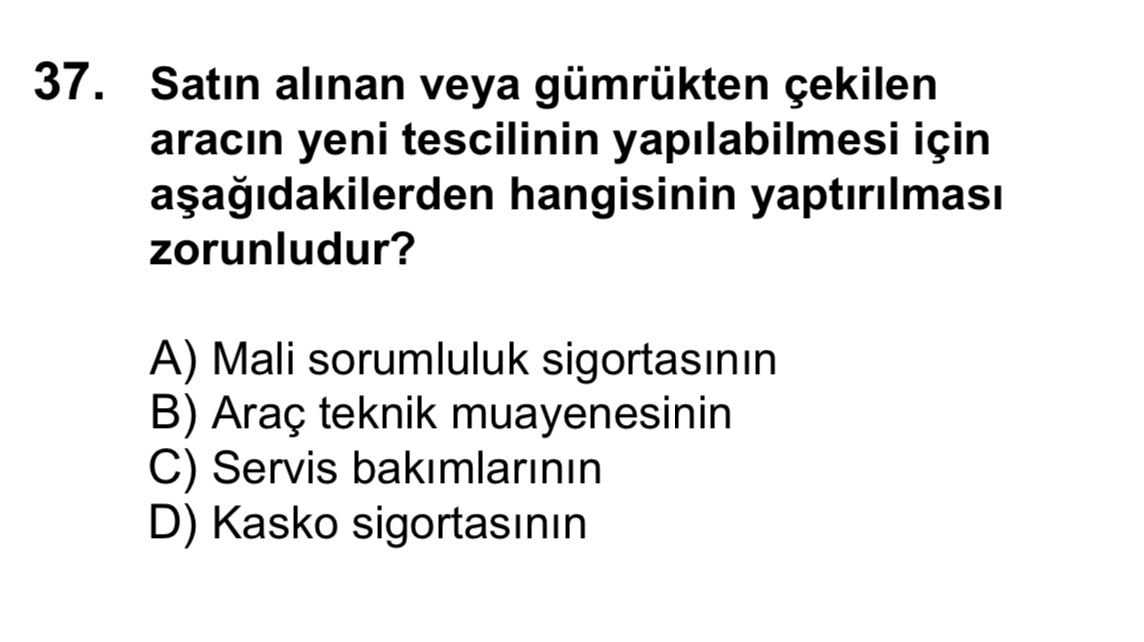 37. Satın alınan veya gümrükten çekilen
aracın yeni tescilinin yapılabilmesi için
aşağıdakilerden hangisinin yaptırılması
zorunludur?
A) Mali sorumluluk sigortasının
B) Araç teknik muayenesinin
C) Servis bakımlarının
D) Kasko sigortasının